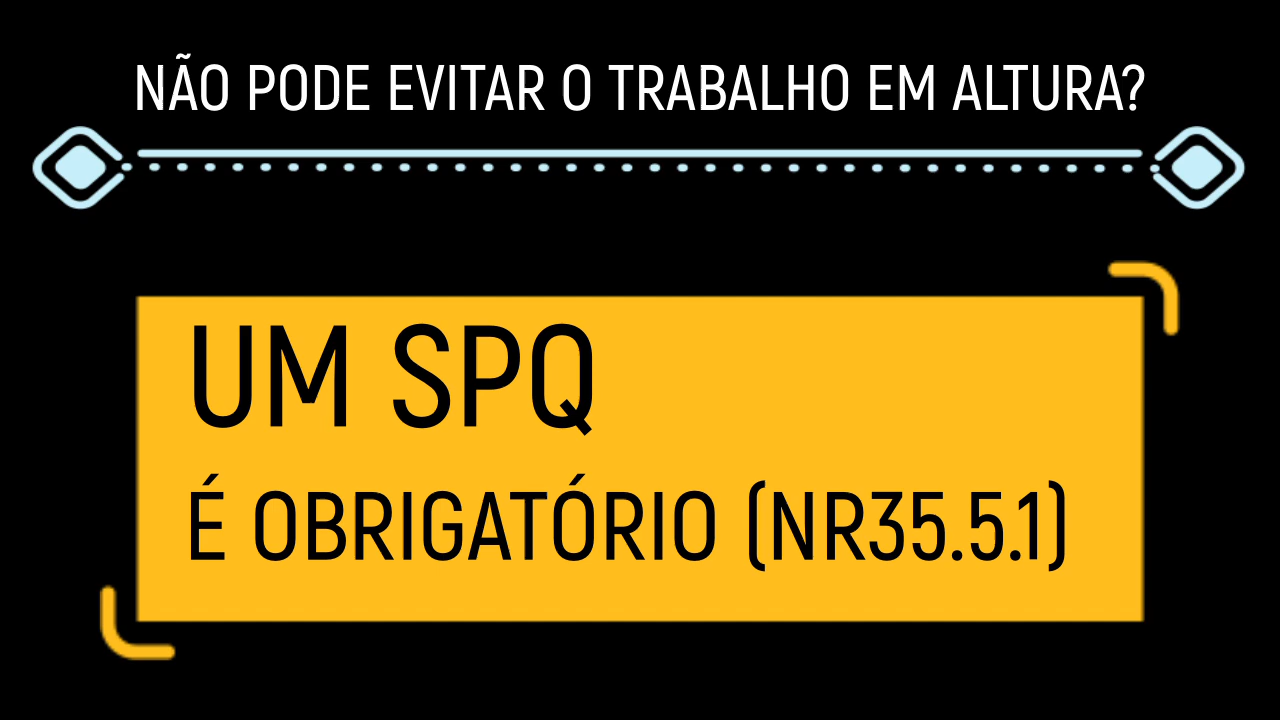 NÃO PODE EVITAR O TRABALHO EM ALTURA?
UM SPQ
É OBRIGATÓRIO (NR35.5.1)